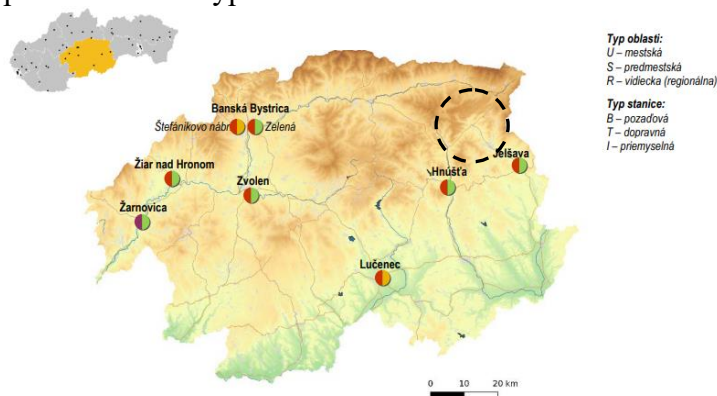 Typ oblasti:
U – mestská
S – predmestská
R – vidiecka (regionálna)
Typ stanice:
B – pozaďová
T – dopravná
I – priemyselná
Banská Bystrica
Štefánikovo nábr
Zelená
Jelšava
Žiar nad Hronom
Hnúšťa
Zvolen
Žarnovica
Lučenec
0 10 20 km